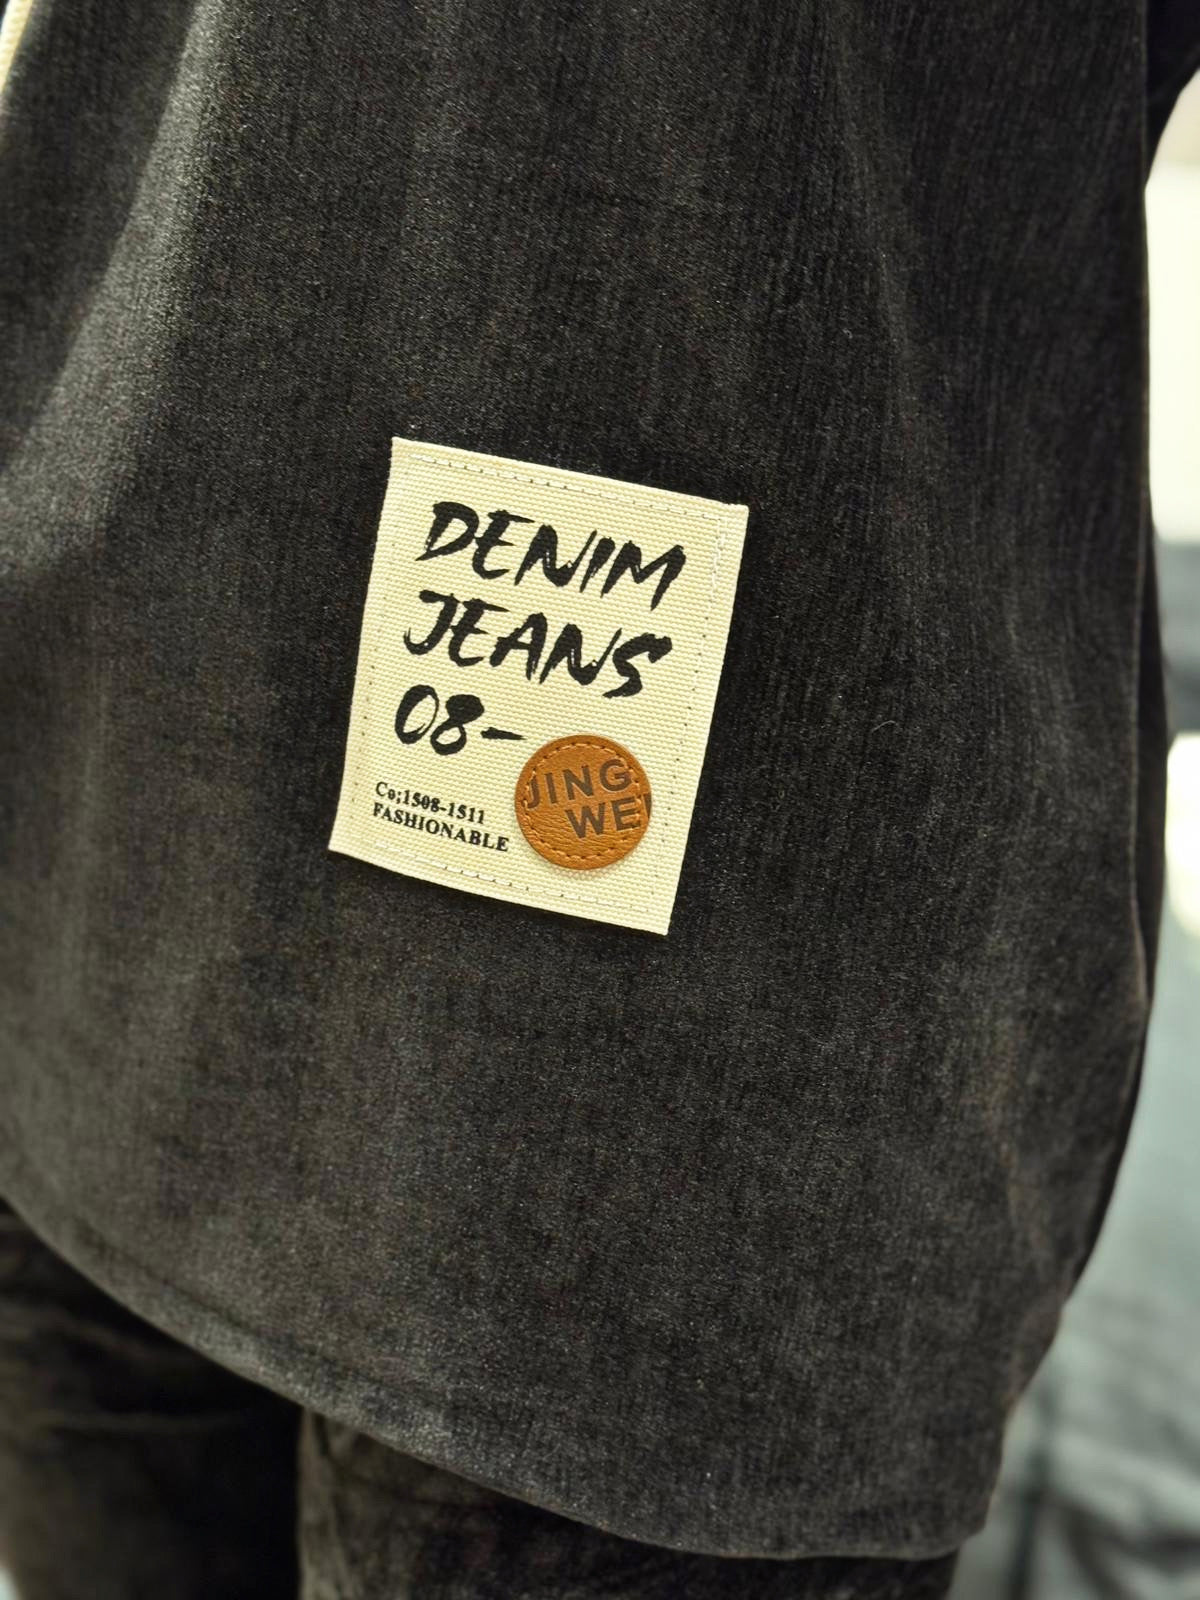 DENIM
JEANS
08-
JING
WEI
Co;1508-1511
FASHIONABLE